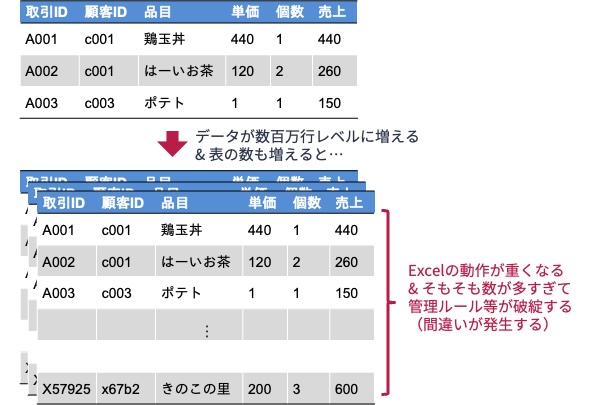 取引ID 顧客ID 品目 単価 個数 売上
A001 c001 鶏玉丼 440 1 440
A002 c001 はーいお茶 120 2 260
A003 c003 ポテト 1 1 150
データが数百万行レベルに増える
& 表の数も増えると…
取引ID 顧客ID 品目 単価 個数 売上
A001 c001 鶏玉丼 440 1 440
A002 c001 はーいお茶 120 2 260
A003 c003 ポテト 1 1 150
⋮
X57925 x67b2 きのこの里 200 3 600
Excelの動作が重くなる
& そもそも数が多すぎて
管理ルール等が破綻する
（間違いが発生する）